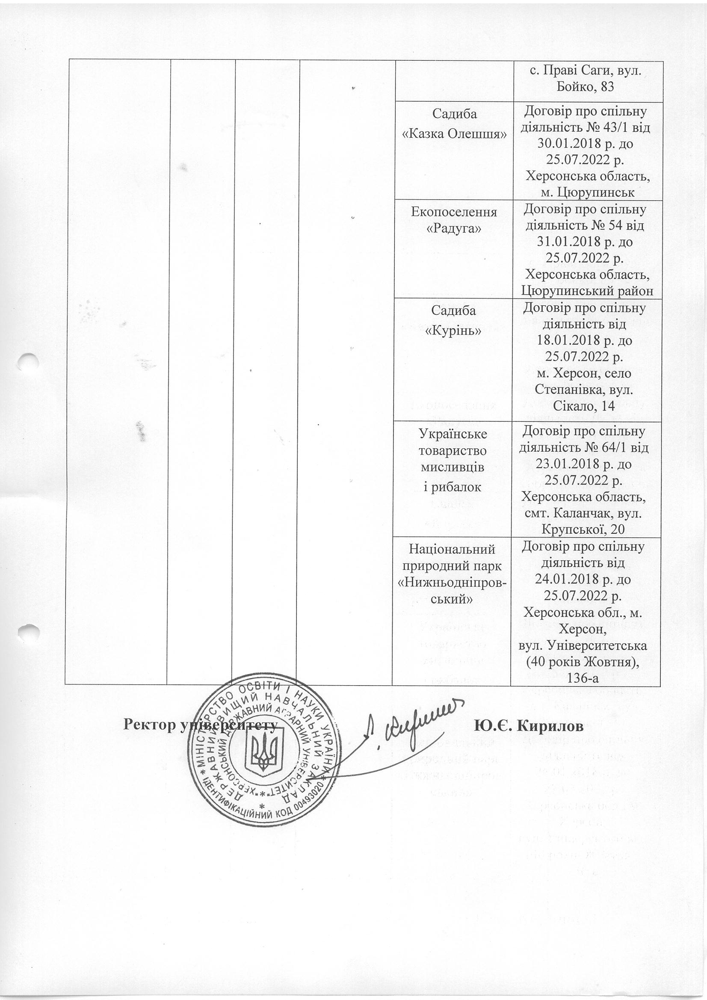 с. Праві Саги, вул.
Бойко, 83
Садиба
«Казка Олешшя»
Договір про спільну
діяльність № 43/1 від
30.01.2018 р. до
25.07.2022 р.
Херсонська область,
м. Цюрупинськ
Екопоселення
«Радуга»
Договір про спільну
діяльність № 54 від
31.01.2018 р. до
25.07.2022 р.
Херсонська область,
Цюрупинський район
Садиба
«Курінь»
Договір про спільну
діяльність від
18.01.2018 р. до
25.07.2022 р.
м. Херсон, село
Степанівка, вул.
Сікало, 14
Українське
товариство
мисливців
і рибалок
Договір про спільну
діяльність № 64/1 від
23.01.2018 р. до
25.07.2022 р.
Херсонська область,
смт. Каланчак, вул.
Крупської, 20
Національний
природний парк
«Нижньодніпров-
ський»
Договір про спільну
діяльність від
24.01.2018 р. до
25.07.2022 р.
Херсонська обл., м.
Херсон,
вул. Університетська
(40 років Жовтня),
136-а
Ректор університету
Ю.Є. Кирилов
* МІНІСТЕРСТВО ОСВІТИ І НАУКИ УКРАЇНИ *
ІДЕНТИФІКАЦІЙНИЙ КОД 00493020
ДЕРЖАВНИЙ ВИЩИЙ НАВЧАЛЬНИЙ ЗАКЛАД *
"ХЕРСОНСЬКИЙ ДЕРЖАВНИЙ АГРАРНИЙ УНІВЕРСИТЕТ" *